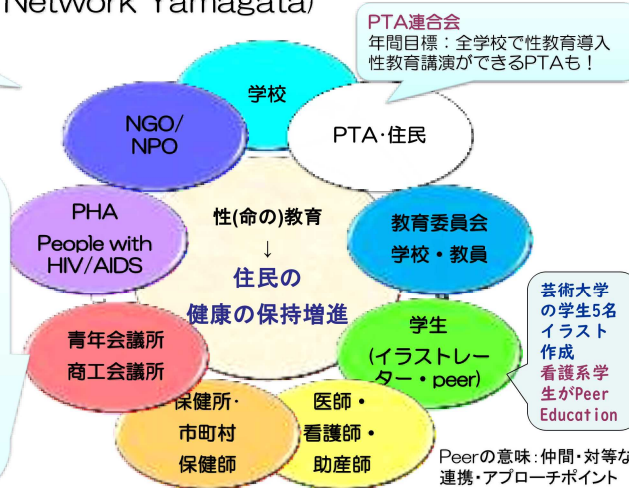 Network Yamagata)
PTA連合会
年間目標：全学校で性教育導入
性教育講演ができるPTAも！
学校
NGO/
NPO
PTA・住民
PHA
People with
HIV/AIDS
性(命の)教育
↓
住民の
健康の保持増進
教育委員会
学校・教員
青年会議所
商工会議所
学生
(イラストレー
ター・peer)
芸術大学
の学生5名
イラスト
作成
看護系学
生がPeer
Education
保健所・
市町村
保健師
医師・
看護師・
助産師
Peerの意味：仲間・対等な
連携・アプローチポイント